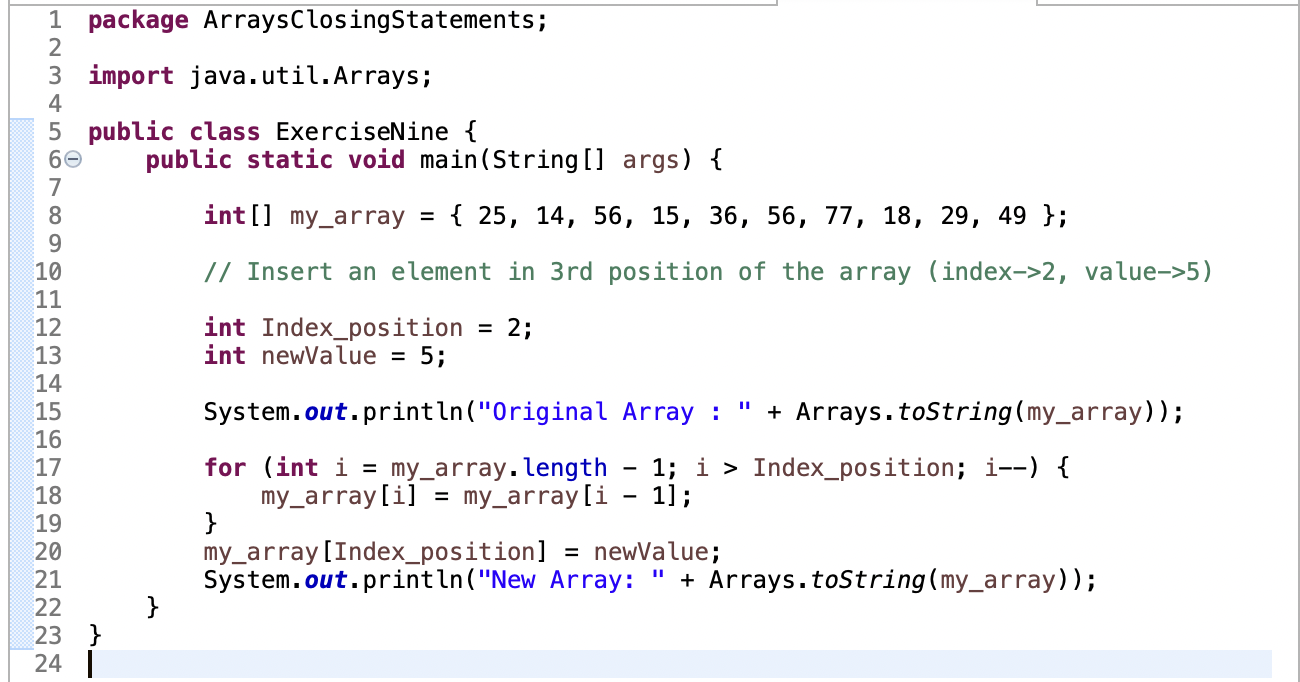 1 package ArraysClosingStatements;
2
3 import java.util.Arrays;
4
5 public class ExerciseNine {
6     public static void main(String[] args) {
7
8         int[] my_array = { 25, 14, 56, 15, 36, 56, 77, 18, 29, 49 };
9
10         // Insert an element in 3rd position of the array (index->2, value->5)
11
12         int Index_position = 2;
13         int newValue = 5;
14
15         System.out.println("Original Array : " + Arrays.toString(my_array));
16
17         for (int i = my_array.length - 1; i > Index_position; i--) {
18             my_array[i] = my_array[i - 1];
19         }
20         my_array[Index_position] = newValue;
21         System.out.println("New Array: " + Arrays.toString(my_array));
22     }
23 }
24